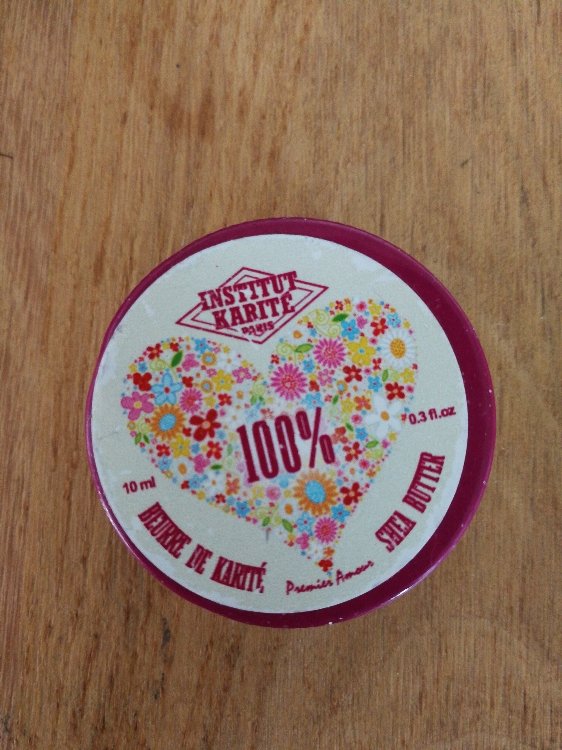 INSTITUT
KARITÉ
PARIS
100%
10 ml
0.3 fl.oz
BEURRE DE KARITÉ
Premier Amour
SHEA BUTTER